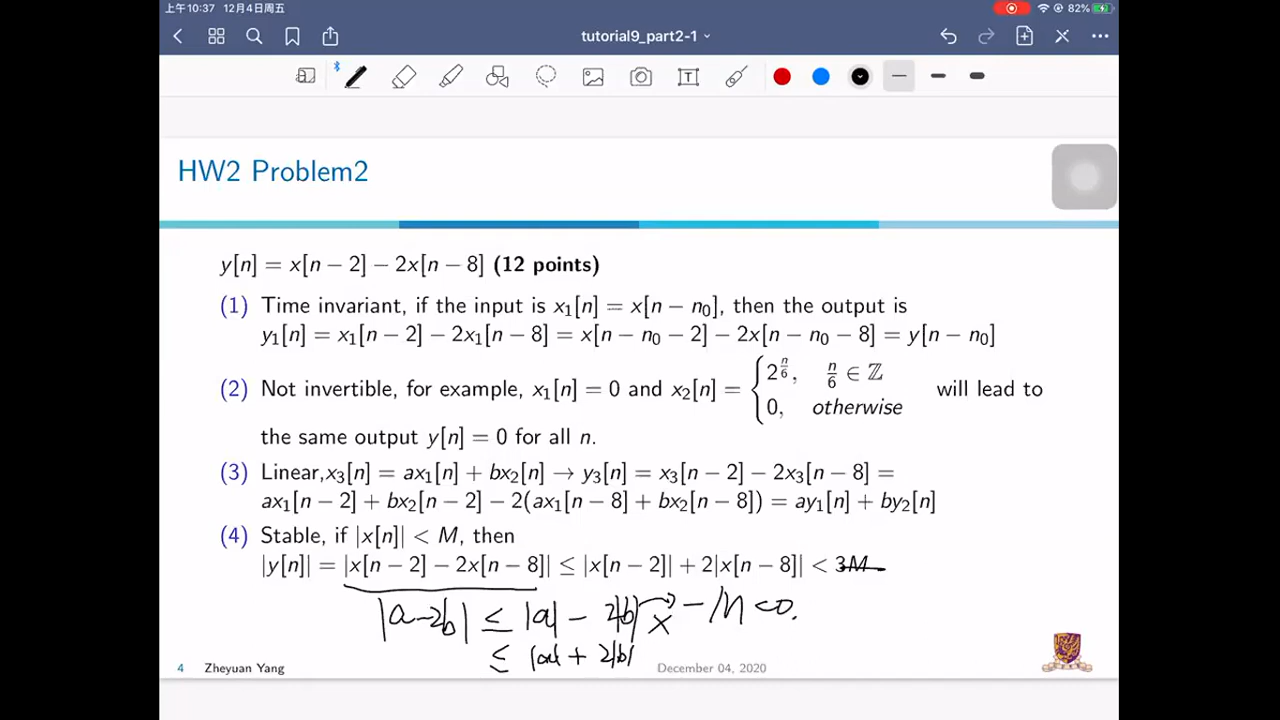 上午10:37 12月4日周五
82%
tutorial9_part2-1
T
HW2 Problem2
y[n] = x[n − 2] − 2x[n − 8] (12 points)
(1) Time invariant, if the input is x₁[n] = x[n − n₀], then the output is
y₁[n] = x₁[n − 2] − 2x₁[n − 8] = x[n − n₀ − 2] − 2x[n − n₀ − 8] = y[n − n₀]
(2) Not invertible, for example, x₁[n] = 0 and x₂[n] = { 2^(n/6), n/6 ∈ ℤ will lead to
0, otherwise
the same output y[n] = 0 for all n.
(3) Linear,x₃[n] = ax₁[n] + bx₂[n] → y₃[n] = x₃[n − 2] − 2x₃[n − 8] =
ax₁[n − 2] + bx₂[n − 2] − 2(ax₁[n − 8] + bx₂[n − 8]) = ay₁[n] + by₂[n]
(4) Stable, if |x[n]| < M, then
|y[n]| = |x[n − 2] − 2x[n − 8]| ≤ |x[n − 2]| + 2|x[n − 8]| < 3M
|a − 2b| ≤ |a| − 2|b| x − M < 0.
≤ |a| + 2|b|
4 Zheyuan Yang December 04, 2020